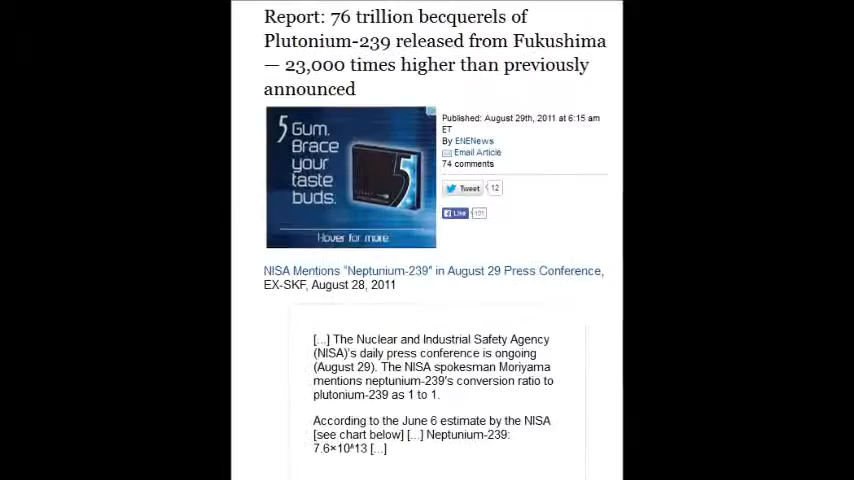 Report: 76 trillion becquerels of
Plutonium-239 released from Fukushima
— 23,000 times higher than previously
announced
5 Gum.
Brace
your
taste
buds.
5
Hover for more
Published: August 29th, 2011 at 6:15 am
ET
By ENENews
Email Article
74 comments
Tweet 12
Like 121
NISA Mentions "Neptunium-239" in August 29 Press Conference,
EX-SKF, August 28, 2011
[...] The Nuclear and Industrial Safety Agency
(NISA)'s daily press conference is ongoing
(August 29). The NISA spokesman Moriyama
mentions neptunium-239's conversion ratio to
plutonium-239 as 1 to 1.
According to the June 6 estimate by the NISA
[see chart below] [...] Neptunium-239:
7.6×10^13 [...]